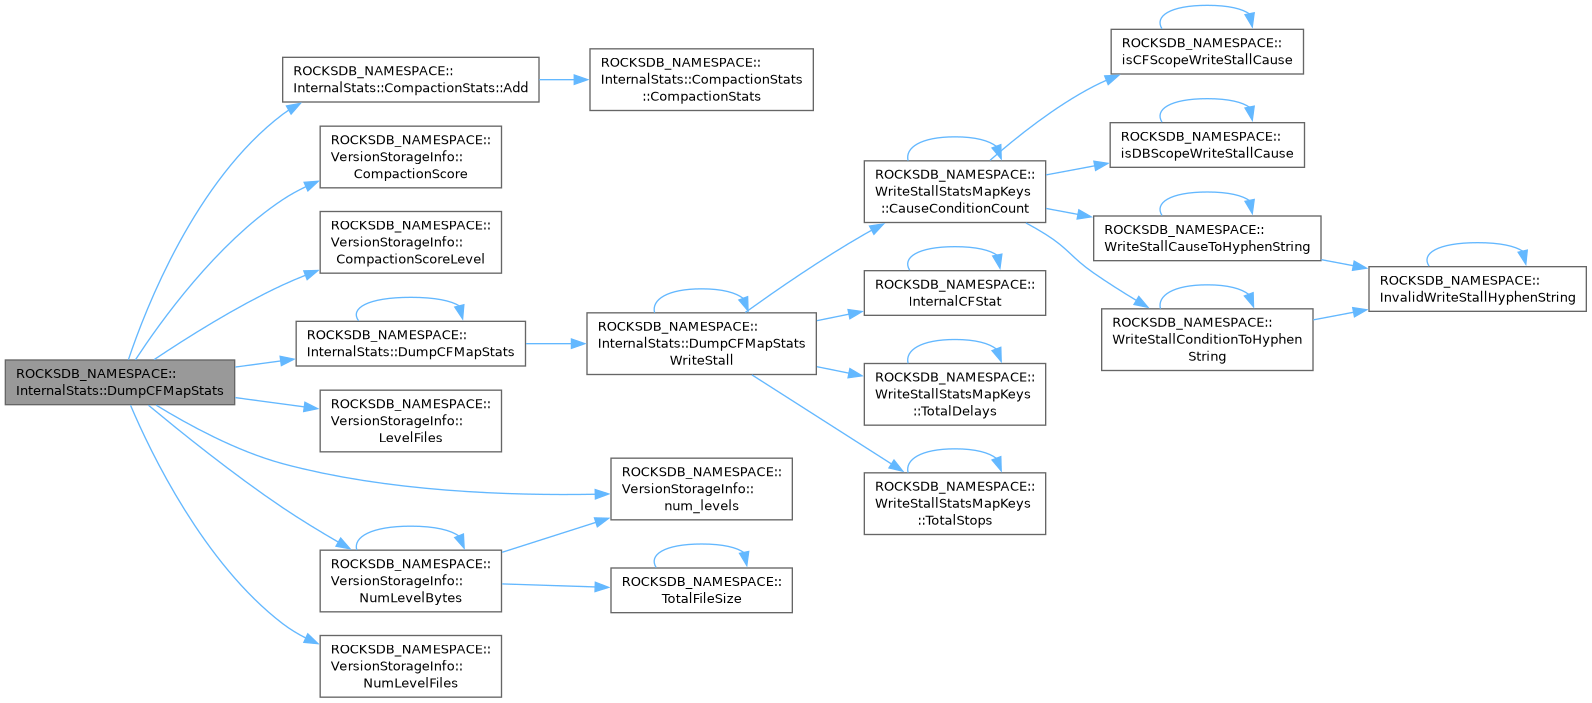 ROCKSDB_NAMESPACE::
InternalStats::DumpCFMapStats
ROCKSDB_NAMESPACE::
InternalStats::CompactionStats::Add
ROCKSDB_NAMESPACE::
VersionStorageInfo::
CompactionScore
ROCKSDB_NAMESPACE::
VersionStorageInfo::
CompactionScoreLevel
ROCKSDB_NAMESPACE::
InternalStats::DumpCFMapStats
ROCKSDB_NAMESPACE::
VersionStorageInfo::
LevelFiles
ROCKSDB_NAMESPACE::
VersionStorageInfo::
NumLevelBytes
ROCKSDB_NAMESPACE::
VersionStorageInfo::
NumLevelFiles
ROCKSDB_NAMESPACE::
InternalStats::CompactionStats
::CompactionStats
ROCKSDB_NAMESPACE::
InternalStats::DumpCFMapStats
WriteStall
ROCKSDB_NAMESPACE::
VersionStorageInfo::
num_levels
ROCKSDB_NAMESPACE::
TotalFileSize
ROCKSDB_NAMESPACE::
WriteStallStatsMapKeys
::CauseConditionCount
ROCKSDB_NAMESPACE::
InternalCFStat
ROCKSDB_NAMESPACE::
WriteStallStatsMapKeys
::TotalDelays
ROCKSDB_NAMESPACE::
WriteStallStatsMapKeys
::TotalStops
ROCKSDB_NAMESPACE::
isCFScopeWriteStallCause
ROCKSDB_NAMESPACE::
isDBScopeWriteStallCause
ROCKSDB_NAMESPACE::
WriteStallCauseToHyphenString
ROCKSDB_NAMESPACE::
WriteStallConditionToHyphen
String
ROCKSDB_NAMESPACE::
InvalidWriteStallHyphenString